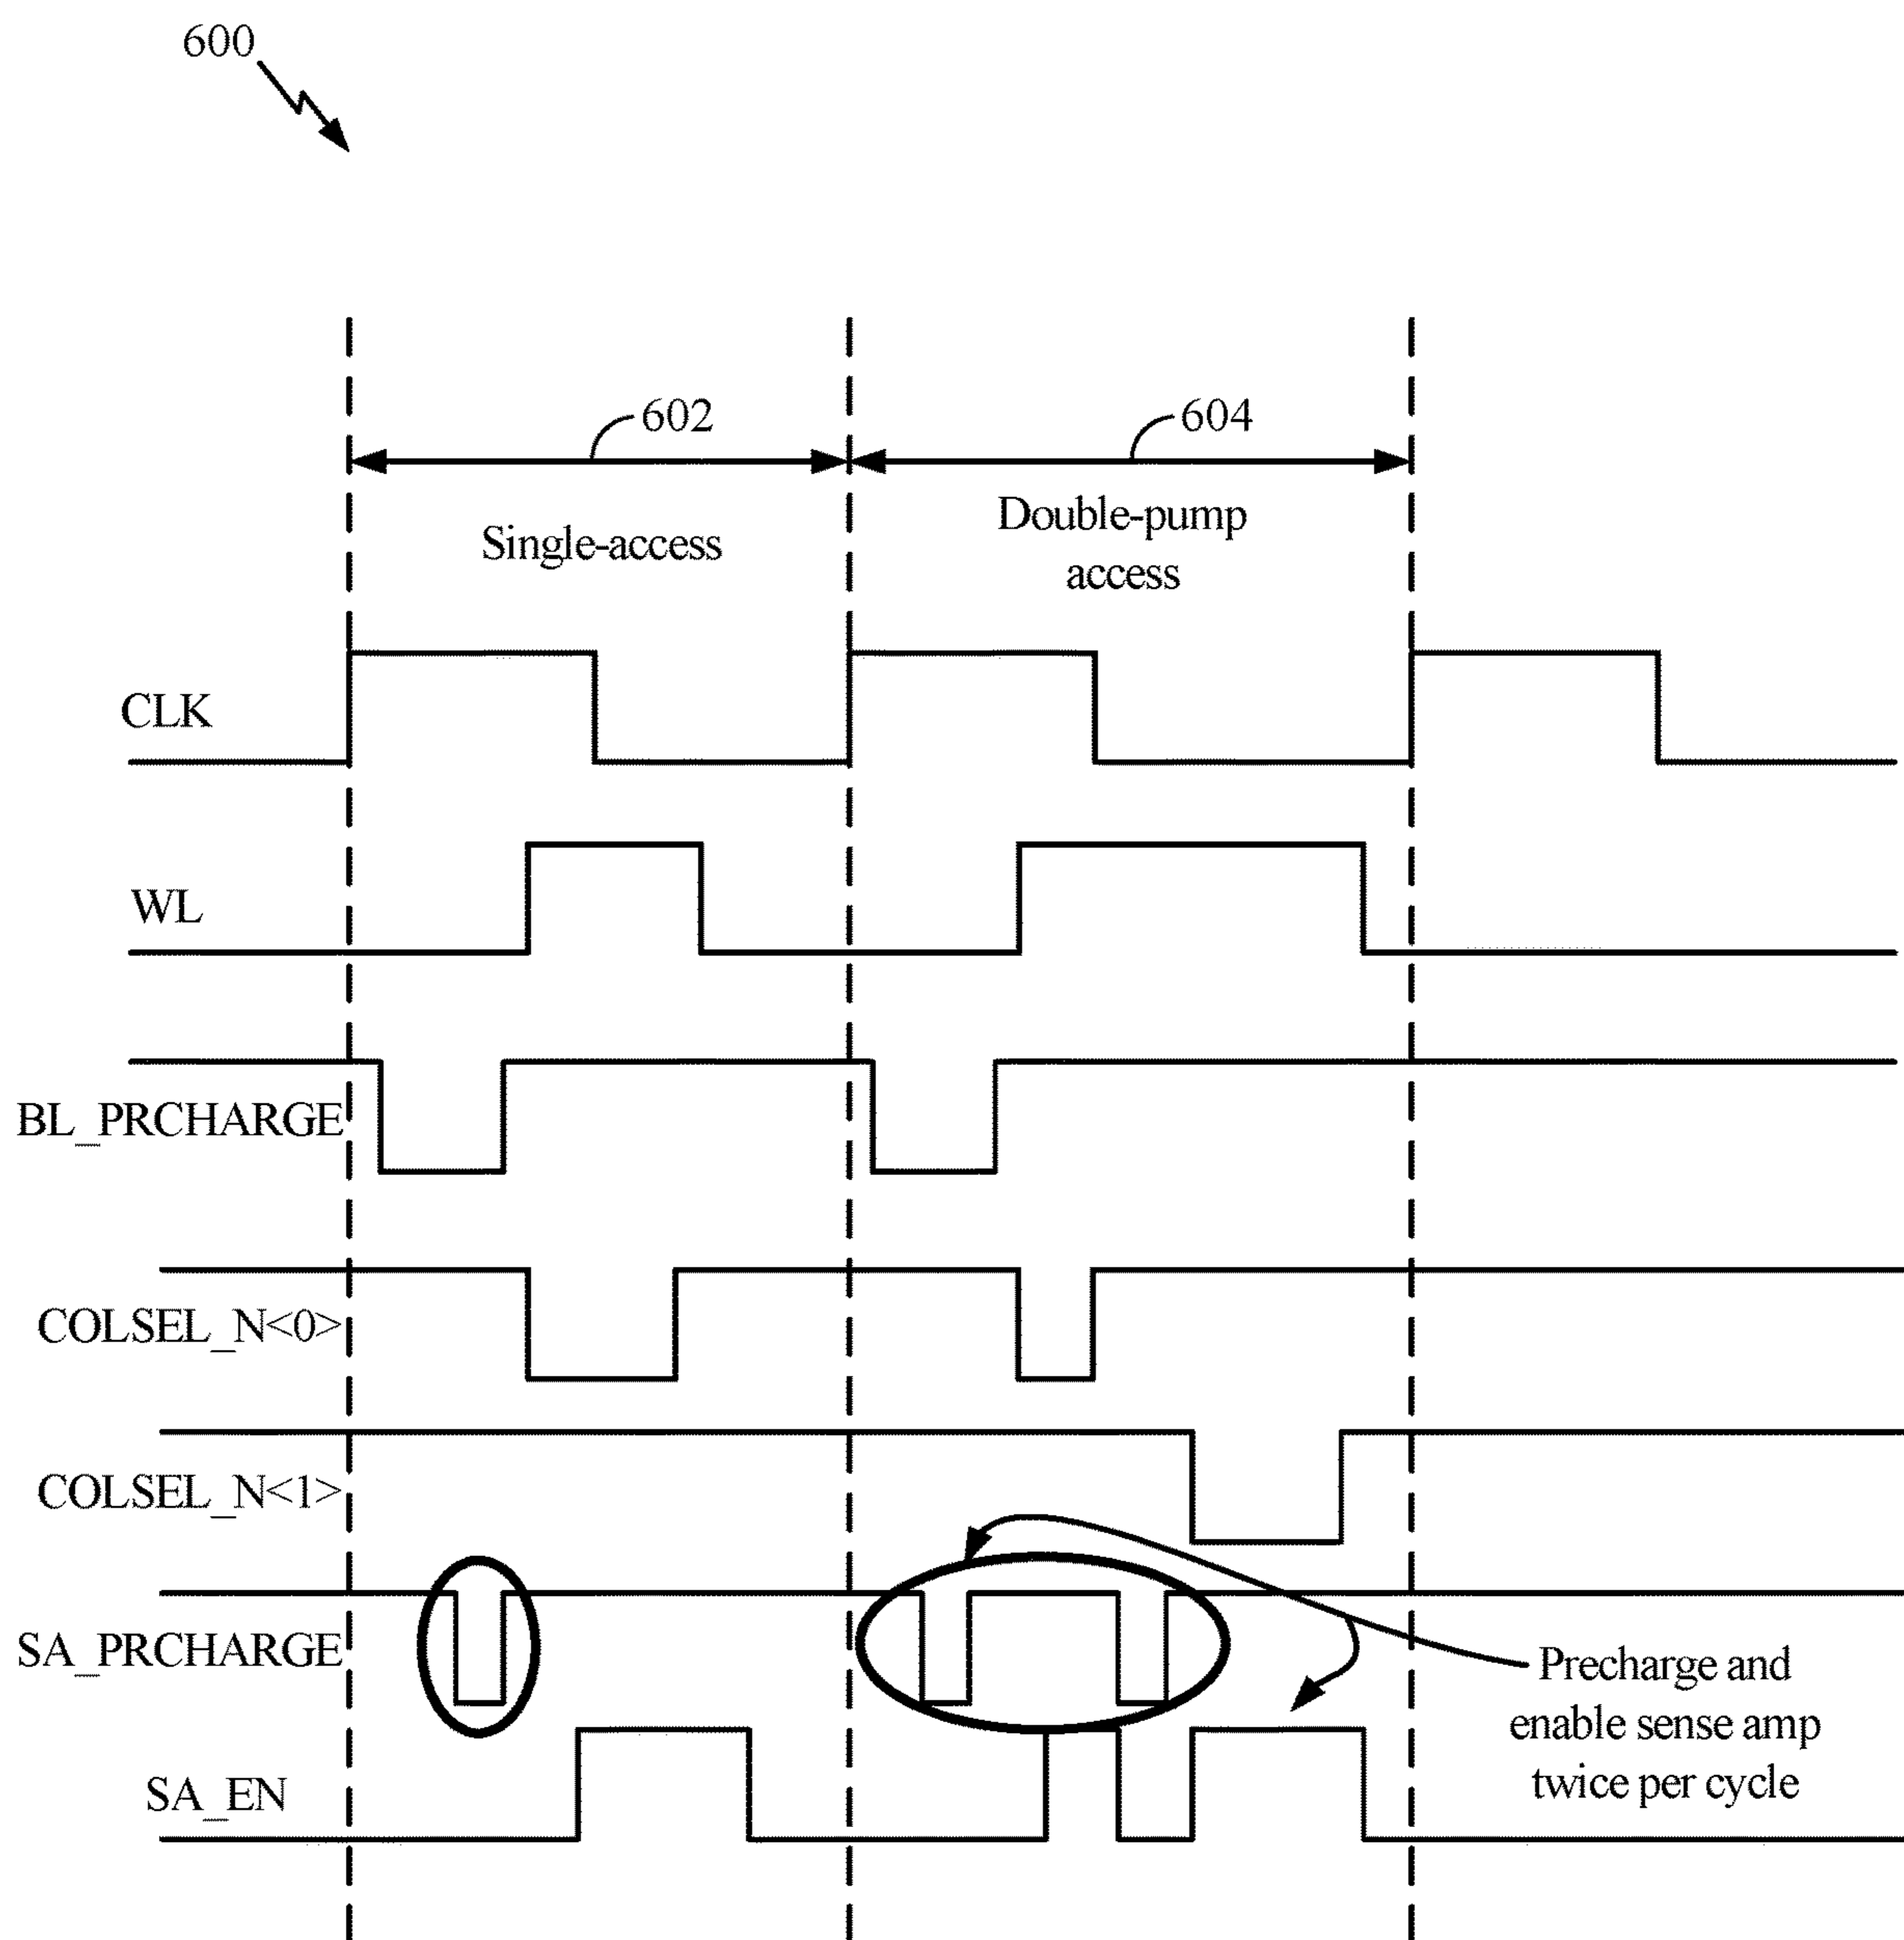 600
602
604
Single-access
Double-pump
access
CLK
WL
BL_PRCHARGE
COLSEL_N<0>
COLSEL_N<1>
SA_PRCHARGE
SA_EN
Precharge and
enable sense amp
twice per cycle